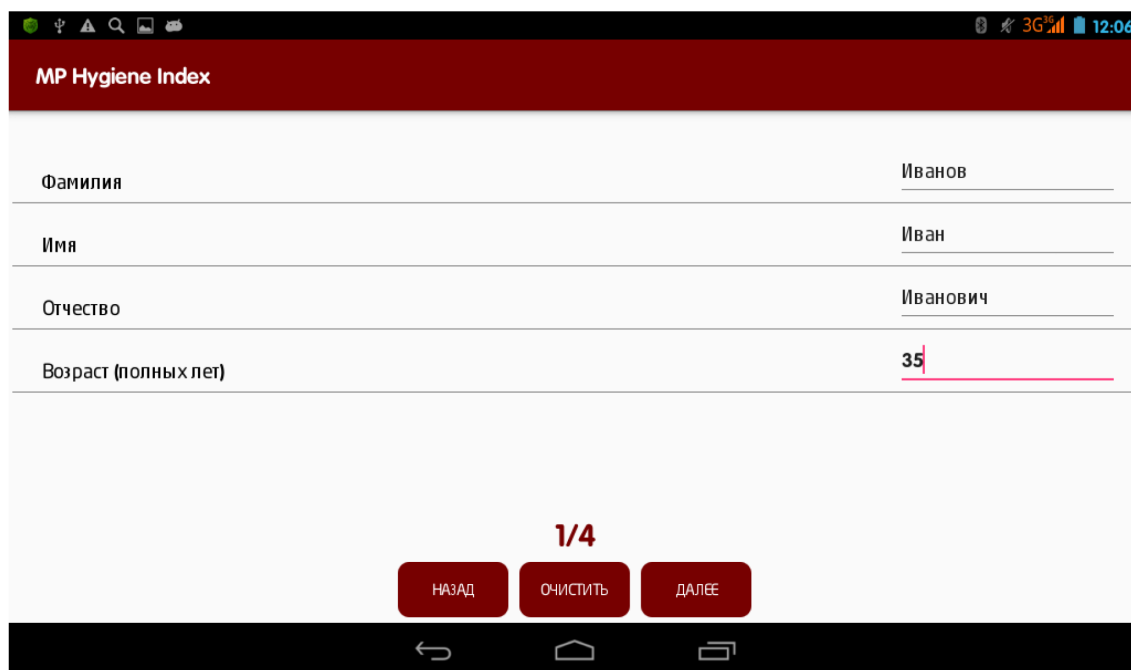 3G 3G 12:06
MP Hygiene Index
Фамилия Иванов
Имя Иван
Отчество Иванович
Возраст (полных лет) 35
1/4
НАЗАД ОЧИСТИТЬ ДАЛЕЕ